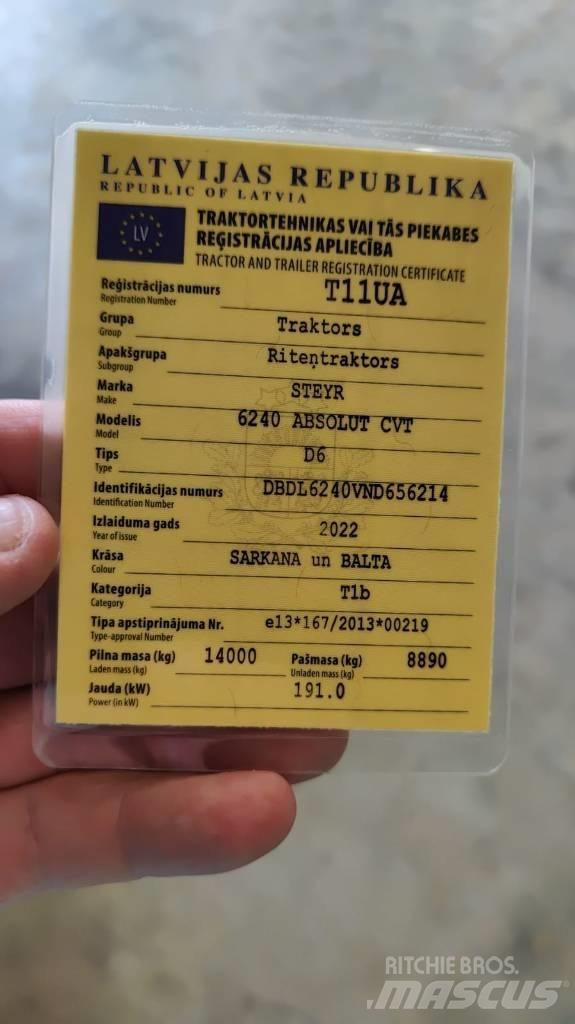 LATVIJAS REPUBLIKA
REPUBLIC OF LATVIA
LV
TRAKTORTEHNIKAS VAI TĀS PIEKABES
REĢISTRĀCIJAS APLIECĪBA
TRACTOR AND TRAILER REGISTRATION CERTIFICATE
Reģistrācijas numurs T11UA
Registration Number
Grupa Traktors
Group
Apakšgrupa Riteņtraktors
Subgroup
Marka STEYR
Make
Modelis 6240 ABSOLUT CVT
Model
Tips D6
Type
Identifikācijas numurs DBDL6240VND656214
Identification Number
Izlaiduma gads 2022
Year of issue
Krāsa SARKANA un BALTA
Colour
Kategorija T1b
Category
Tipa apstiprinājuma Nr. e13*167/2013*00219
Type-approval Number
Pilna masa (kg) 14000 Pašmasa (kg) 8890
Laden mass (kg) Unladen mass (kg)
Jauda (kW) 191.0
Power (in kW)
RITCHIE BROS.
MASCUS